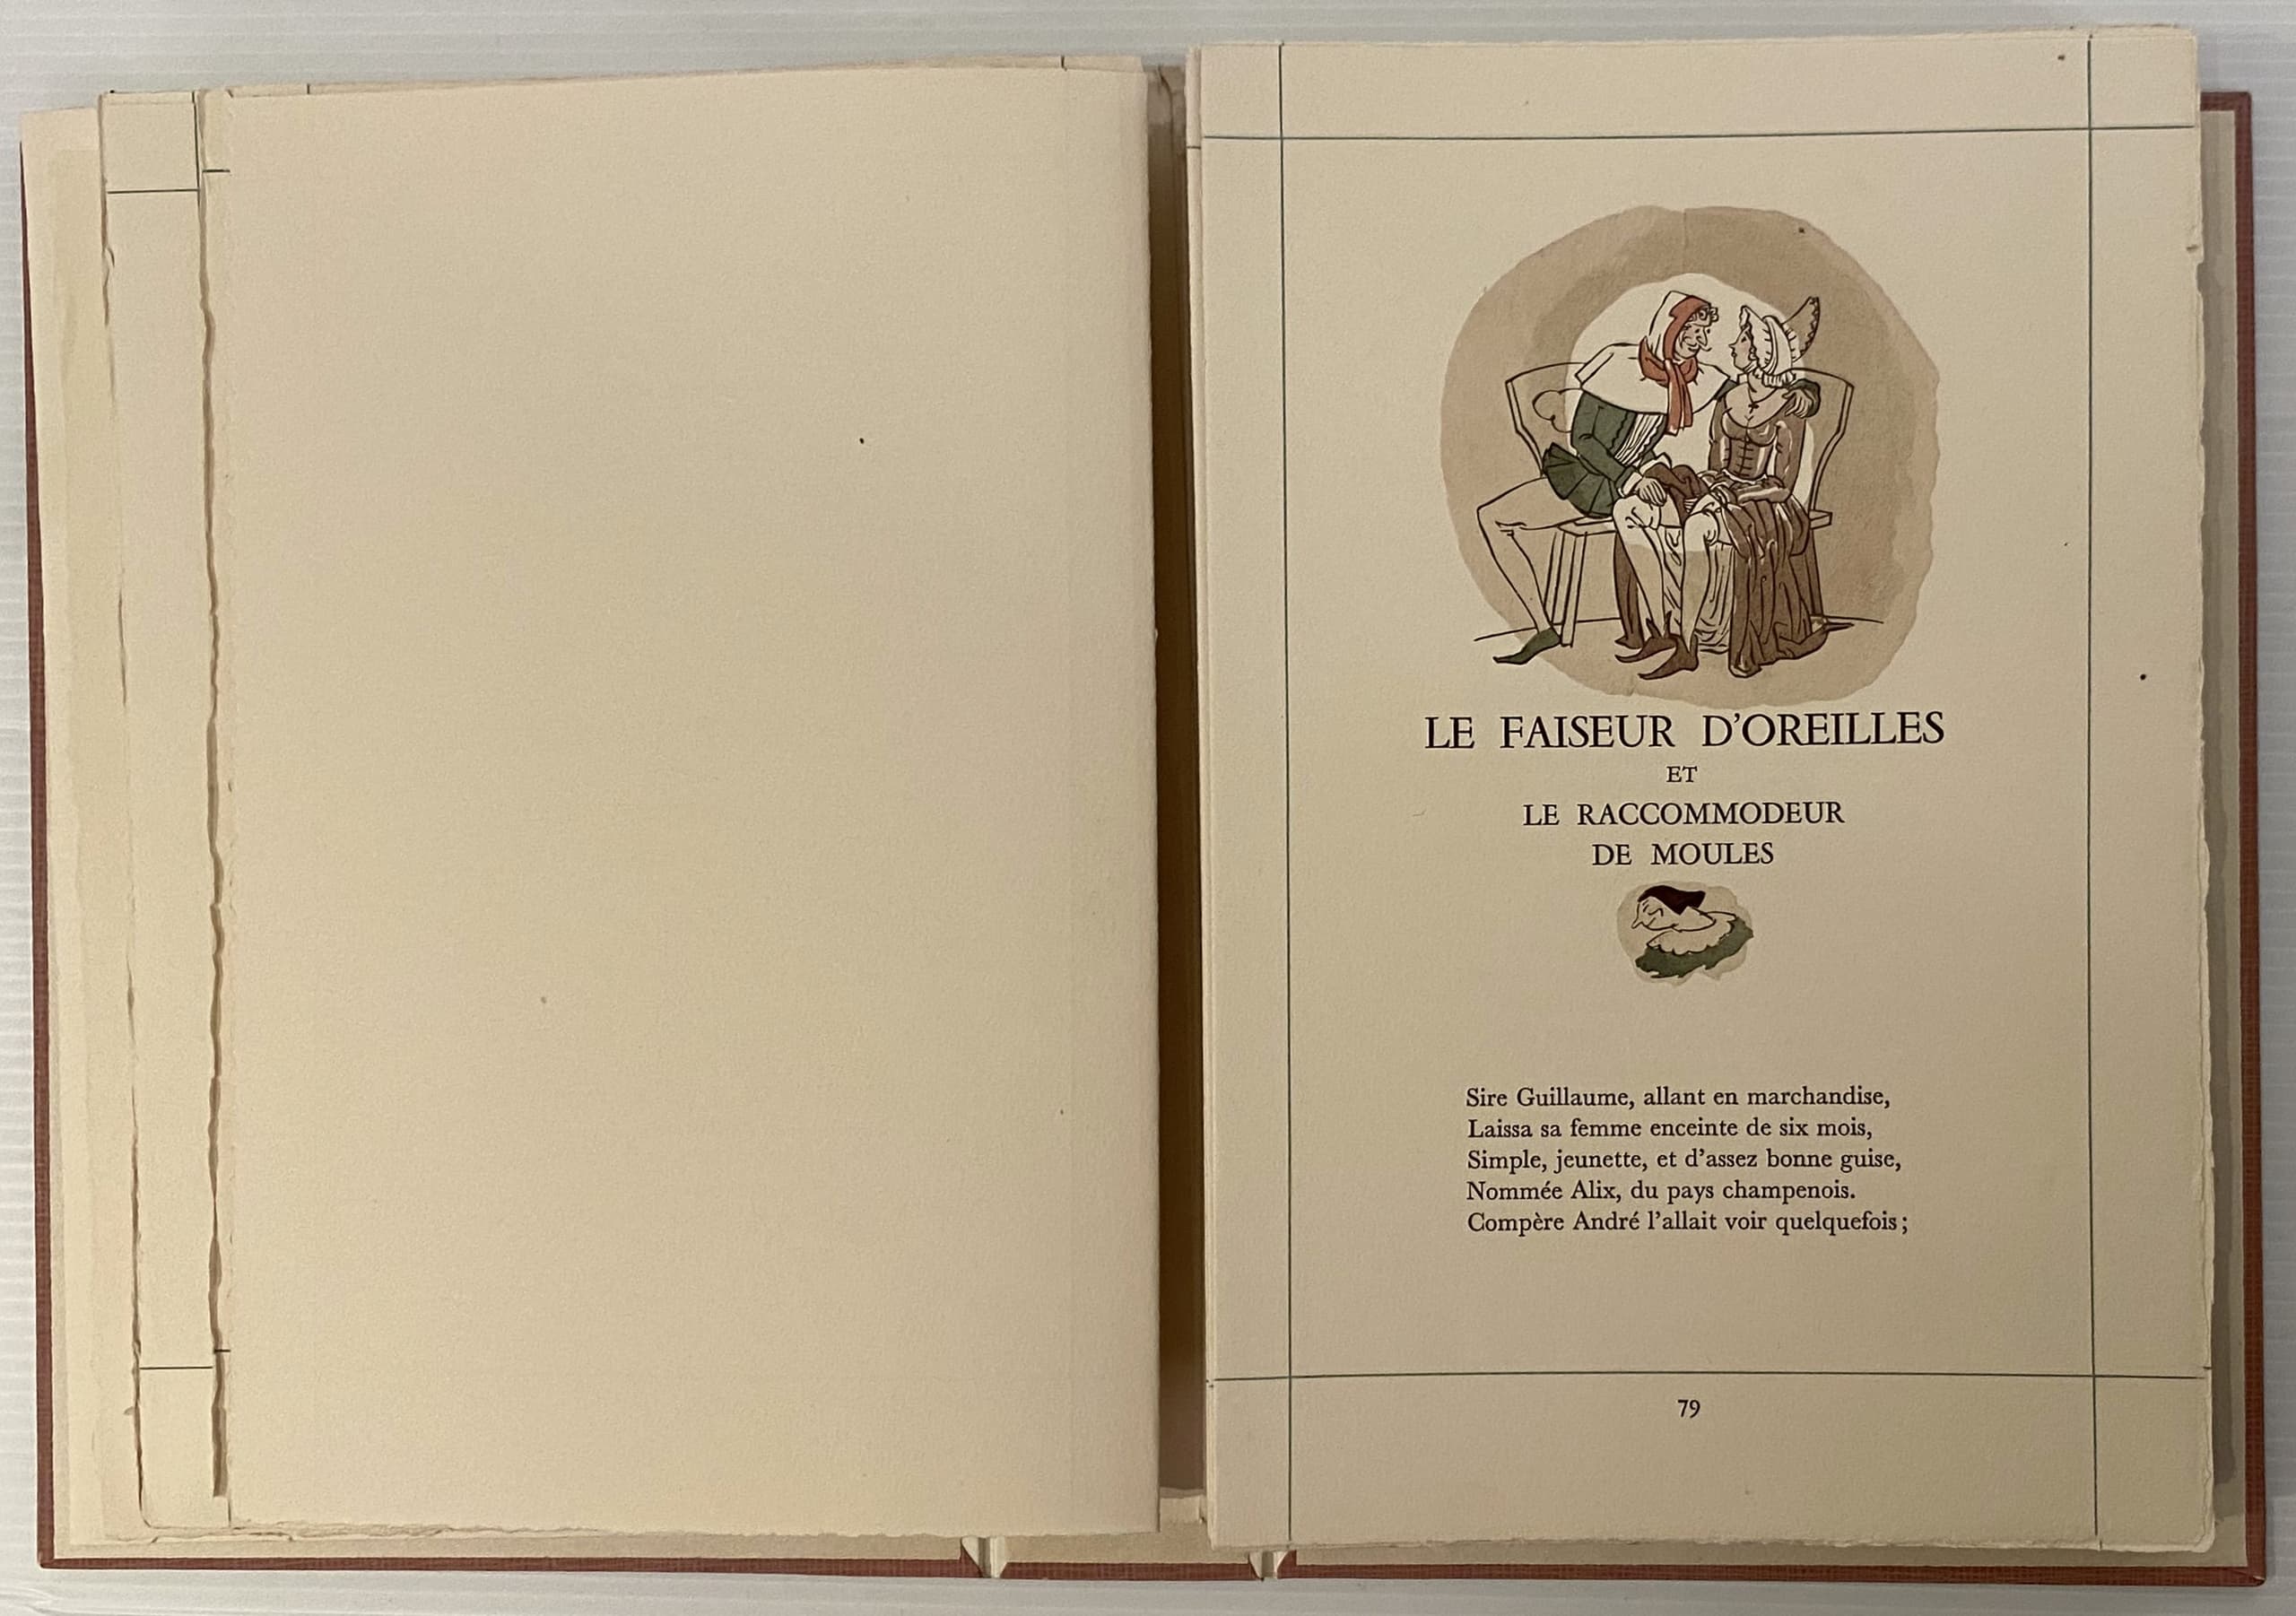 LE FAISEUR D'OREILLES
ET
LE RACCOMMODEUR
DE MOULES
Sire Guillaume, allant en marchandise,
Laissa sa femme enceinte de six mois,
Simple, jeunette, et d'assez bonne guise,
Nommée Alix, du pays champenois.
Compère André l'allait voir quelquefois ;
79